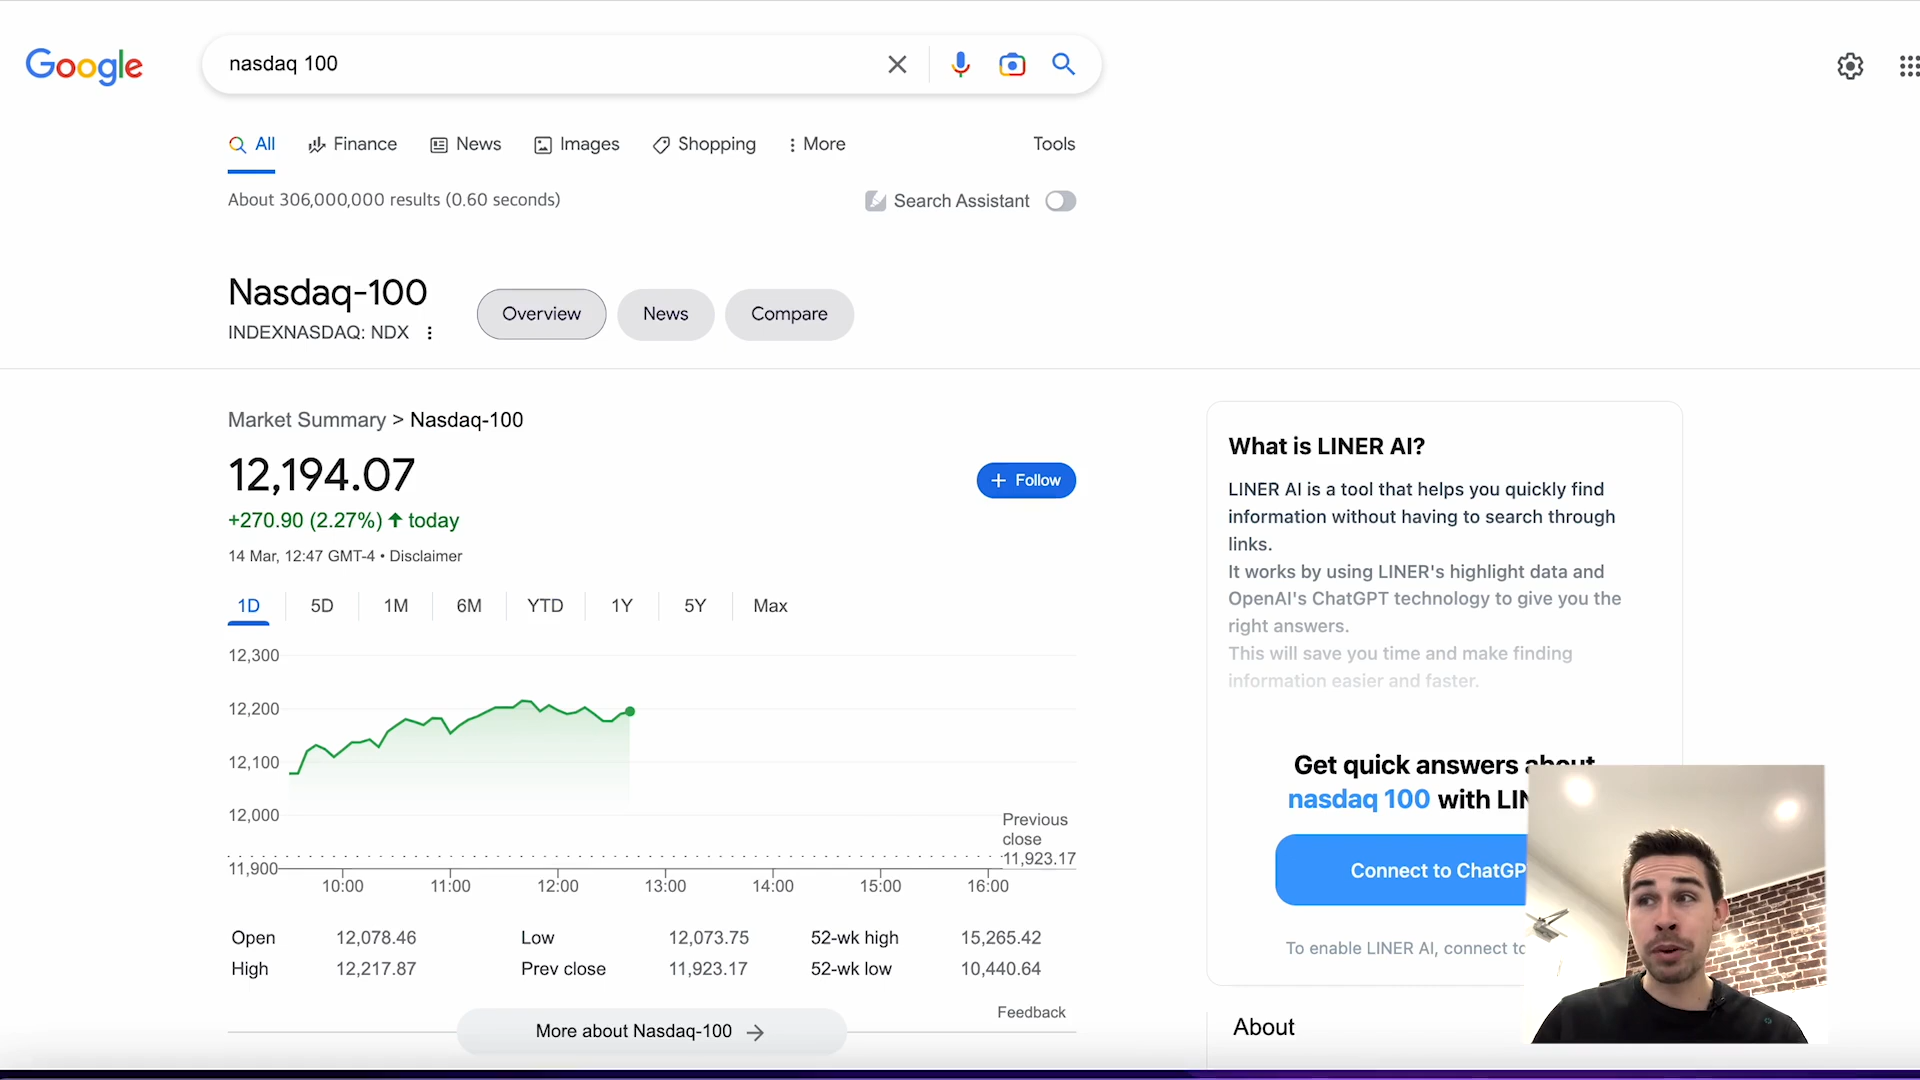 Google
nasdaq 100
All
Finance
News
Images
Shopping
More
Tools
About 306,000,000 results (0.60 seconds)
Search Assistant
Nasdaq-100
INDEXNASDAQ: NDX
Overview
News
Compare
Market Summary > Nasdaq-100
12,194.07
+270.90 (2.27%) ↑ today
14 Mar, 12:47 GMT-4 • Disclaimer
+ Follow
1D 5D 1M 6M YTD 1Y 5Y Max
12,300
12,200
12,100
12,000
11,900
Previous
close
11,923.17
10:00 11:00 12:00 13:00 14:00 15:00 16:00
Open 12,078.46 Low 12,073.75 52-wk high 15,265.42
High 12,217.87 Prev close 11,923.17 52-wk low 10,440.64
Feedback
More about Nasdaq-100 →
What is LINER AI?
LINER AI is a tool that helps you quickly find
information without having to search through
links.
It works by using LINER's highlight data and
OpenAI's ChatGPT technology to give you the
right answers.
This will save you time and make finding
information easier and faster.
Get quick answers about
nasdaq 100 with LIN
Connect to ChatGP
To enable LINER AI, connect to
About